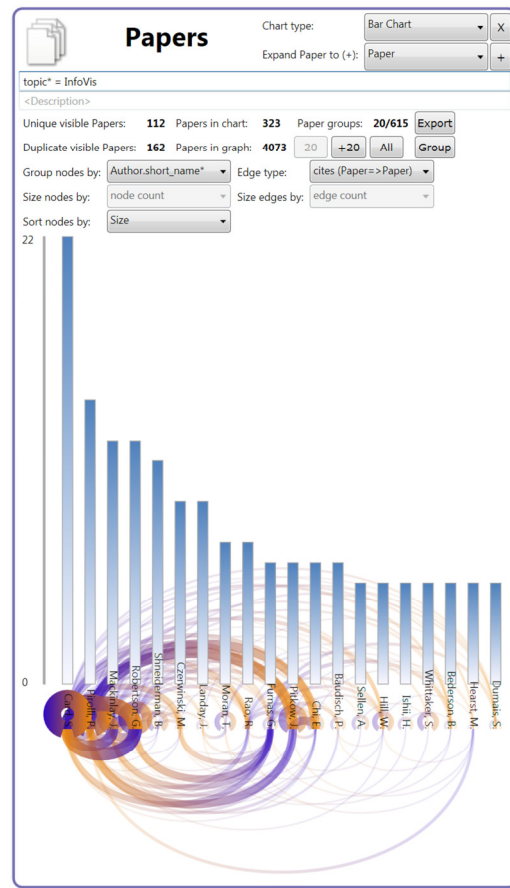 Papers
Chart type: Bar Chart X
Expand Paper to (+): Paper +
topic* = InfoVis
<Description>
Unique visible Papers: 112 Papers in chart: 323 Paper groups: 20/615 Export
Duplicate visible Papers: 162 Papers in graph: 4073 20 +20 All Group
Group nodes by: Author.short_name* Edge type: cites (Paper=>Paper)
Size nodes by: node count Size edges by: edge count
Sort nodes by: Size
22
0
Card, S.
Pirolli, P.
Mackinlay, J.
Robertson, G.
Shneiderman, B.
Czerwinski, M.
Landay, J.
Moran, T.
Rao, R.
Furnas, G.
Pitkow, J.
Chi, E.
Baudisch, P.
Sellen, A.
Hill, W.
Ishii, H.
Whittaker, S.
Bederson, B.
Hearst, M.
Dumais, S.